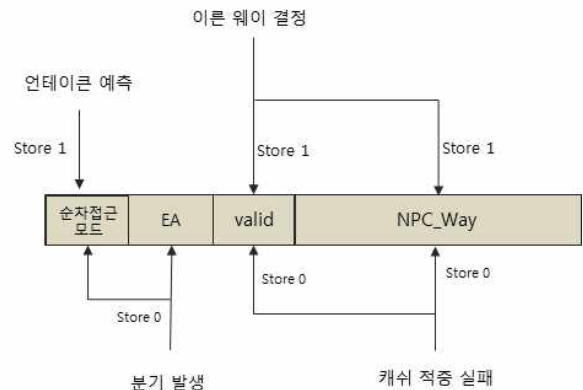 이른 웨이 결정
언테이큰 예측
Store 1
Store 1
Store 1
순차접근
모드
EA
valid
NPC_Way
Store 0
Store 0
Store 0
분기 발생
캐쉬 적중 실패